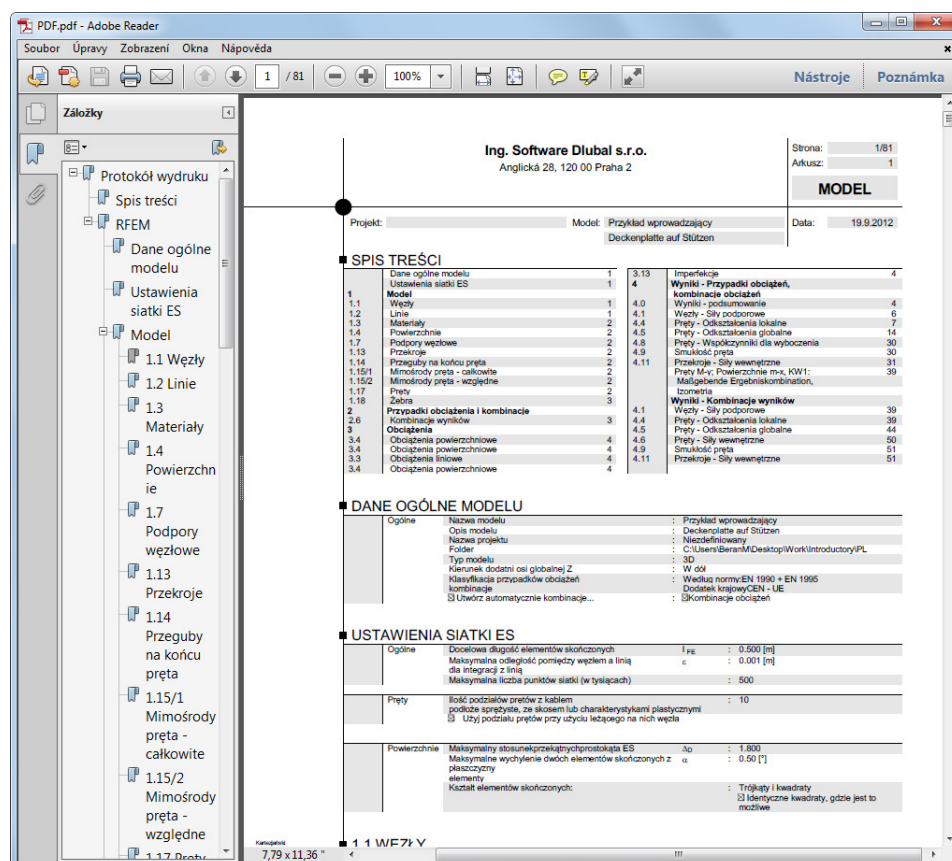 PDF.pdf - Adobe Reader
Soubor Úpravy Zobrazení Okna Nápověda
1 / 81 100% Nástroje Poznámka
Záložky
Protokół wydruku
Spis treści
RFEM
Dane ogólne
modelu
Ustawienia
siatki ES
Model
1.1 Węzły
1.2 Linie
1.3
Materiały
1.4
Powierzchn
ie
1.7
Podpory
węzłowe
1.13
Przekroje
1.14
Przeguby
na końcu
pręta
1.15/1
Mimośrody
pręta -
całkowite
1.15/2
Mimośrody
pręta -
względne
1.17 Pręty
Ing. Software Dlubal s.r.o.
Anglická 28, 120 00 Praha 2
Strona: 1/81
Arkusz: 1
MODEL
Projekt: Model: Przykład wprowadzający Data: 19.9.2012
Deckenplatte auf Stützen
SPIS TREŚCI
Dane ogólne modelu 1
Ustawienia siatki ES 1
1 Model
1.1 Węzły 1
1.2 Linie 1
1.3 Materiały 2
1.4 Powierzchnie 2
1.7 Podpory węzłowe 2
1.13 Przekroje 2
1.14 Przeguby na końcu pręta 2
1.15/1 Mimośrody pręta - całkowite 2
1.15/2 Mimośrody pręta - względne 2
1.17 Pręty 2
1.18 Żebra 3
2 Przypadki obciążenia i kombinacje
2.6 Kombinacje wyników 3
3 Obciążenia
3.4 Obciążenia powierzchniowe 4
3.4 Obciążenia powierzchniowe 4
3.3 Obciążenia liniowe 4
3.4 Obciążenia powierzchniowe 4
3.13 Imperfekcje 4
4 Wyniki - Przypadki obciążeń,
kombinacje obciążeń
4.0 Wyniki - podsumowanie 4
4.1 Węzły - Siły podporowe 6
4.4 Pręty - Odkształcenia lokalne 7
4.5 Pręty - Odkształcenia globalne 14
4.8 Pręty - Współczynniki dla wyboczenia 30
4.9 Smukłość pręta 30
4.11 Przekroje - Siły wewnętrzne 31
Pręty M-y; Powierzchnie m-x, KW1: 39
Maßgebende Ergebniskombination,
Izometria
Wyniki - Kombinacje wyników
4.1 Węzły - Siły podporowe 39
4.4 Pręty - Odkształcenia lokalne 39
4.5 Pręty - Odkształcenia globalne 44
4.6 Pręty - Siły wewnętrzne 50
4.9 Smukłość pręta 51
4.11 Przekroje - Siły wewnętrzne 51
DANE OGÓLNE MODELU
Ogólne Nazwa modelu : Przykład wprowadzający
Opis modelu : Deckenplatte auf Stützen
Nazwa projektu : Niezdefiniowany
Folder : C:\Users\BeranM\Desktop\Work\Introductory\PL
Typ modelu : 3D
Kierunek dodatni osi globalnej Z : W dół
Klasyfikacja przypadków obciążeń : Według normy:EN 1990 + EN 1995
kombinacje Dodatek krajowyCEN - UE
☒ Utwórz automatycznie kombinacje... : ☒Kombinacje obciążeń
USTAWIENIA SIATKI ES
Ogólne Docelowa długość elementów skończonych l FE : 0.500 [m]
Maksymalna odległość pomiędzy węzłem a linią ε : 0.001 [m]
dla integracji z linią
Maksymalna liczba punktów siatki (w tysiącach) : 500
Pręty Ilość podziałów prętów z kablem : 10
podłoże sprężyste, ze skosem lub charakterystykami plastycznymi
☒ Użyj podziału prętów przy użyciu leżącego na nich węzła
Powierzchnie Maksymalny stosunekprzekątnychprostokąta ES ΔD : 1.800
Maksymalne wychylenie dwóch elementów skończonych z α : 0.50 [°]
płaszczyzny
elementy
Kształt elementów skończonych: : Trójkąty i kwadraty
☒ Identyczne kwadraty, gdzie jest to
możliwe
1.1 WĘZŁY
7,79 x 11,36 "